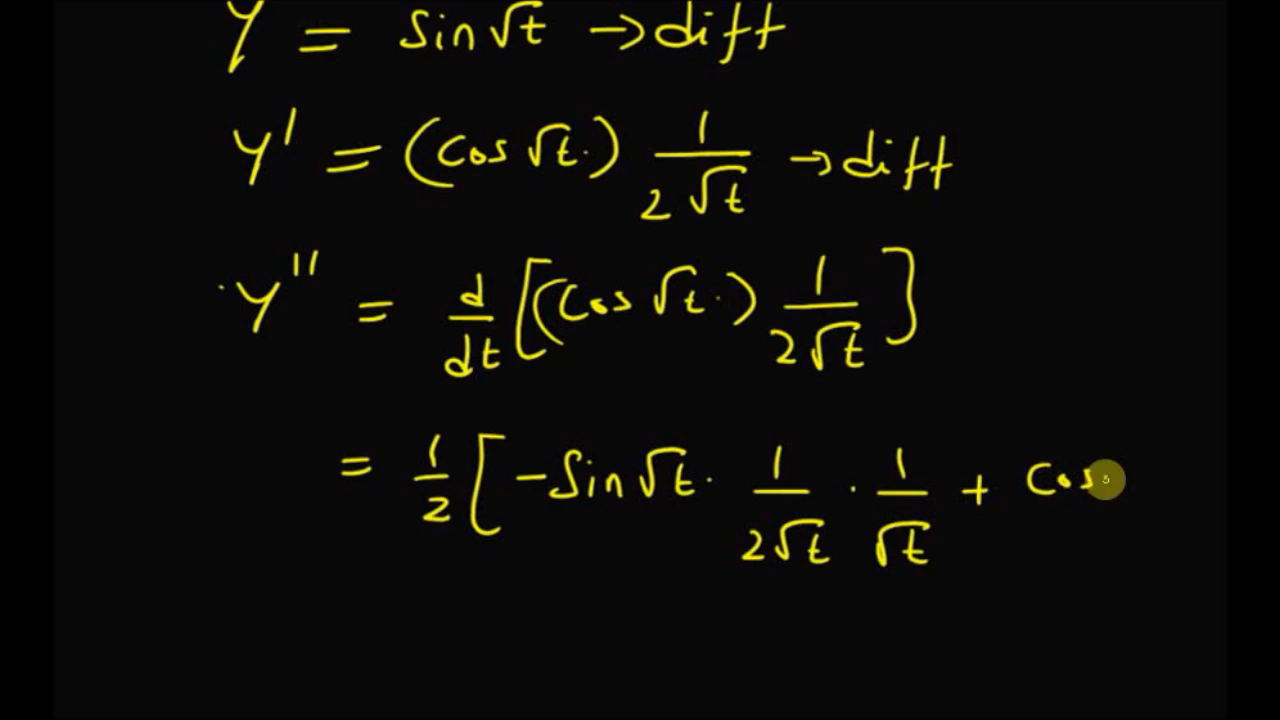 Y = Sin√t → diff
Y' = (Cos √t.) 1/(2√t) → diff
Y'' = d/dt [(Cos √t.) 1/(2√t)]
= 1/2 [-Sin√t . 1/(2√t) . 1/√t + Cos